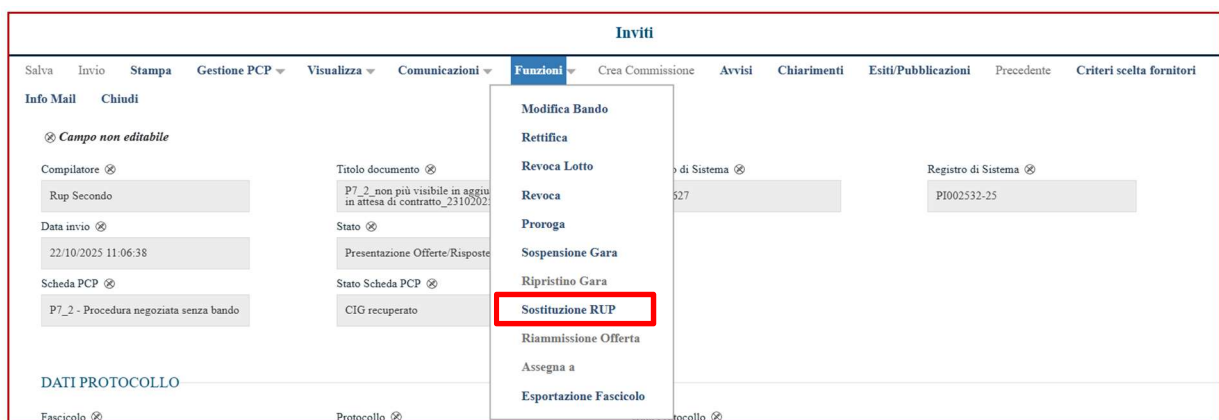 Inviti
Salva Invio Stampa Gestione PCP Visualizza Comunicazioni Funzioni Crea Commissione Avvisi Chiarimenti Esiti/Pubblicazioni Precedente Criteri scelta fornitori
Info Mail Chiudi
Modifica Bando
Rettifica
Revoca Lotto
Revoca
Proroga
Sospensione Gara
Ripristino Gara
Sostituzione RUP
Riammissione Offerta
Assegna a
Esportazione Fascicolo
Campo non editabile
Compilatore Titolo documento di Sistema Registro di Sistema
Rup Secondo
P7_2_non più visibile in aggiu
in attesa di contratto_2310202
627
PI002532-25
Data invio Stato
22/10/2025 11:06:38 Presentazione Offerte/Risposte
Scheda PCP Stato Scheda PCP
P7_2 - Procedura negoziata senza bando CIG recuperato
DATI PROTOCOLLO
Fascicolo Protocollo